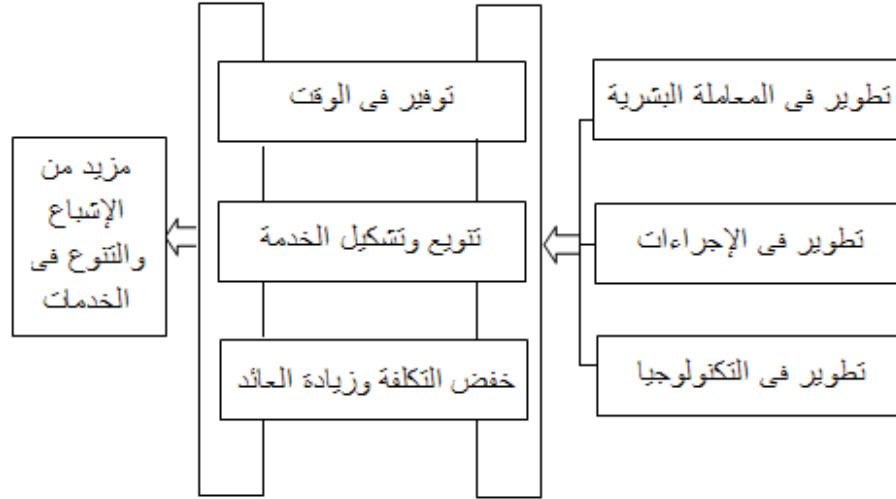 تطوير فى المعاملة البشرية
تطوير فى الإجراءات
تطوير فى التكنولوجيا
توفير فى الوقت
تنويع وتشكيل الخدمة
خفض التكلفة وزيادة العائد
مزيد من
الإشباع
والتنوع فى
الخدمات